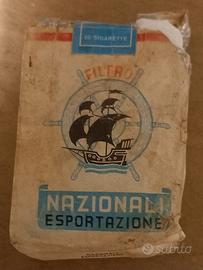 20 SIGARETTE
FILTRO
NAZIONALI
ESPORTAZIONE
subito